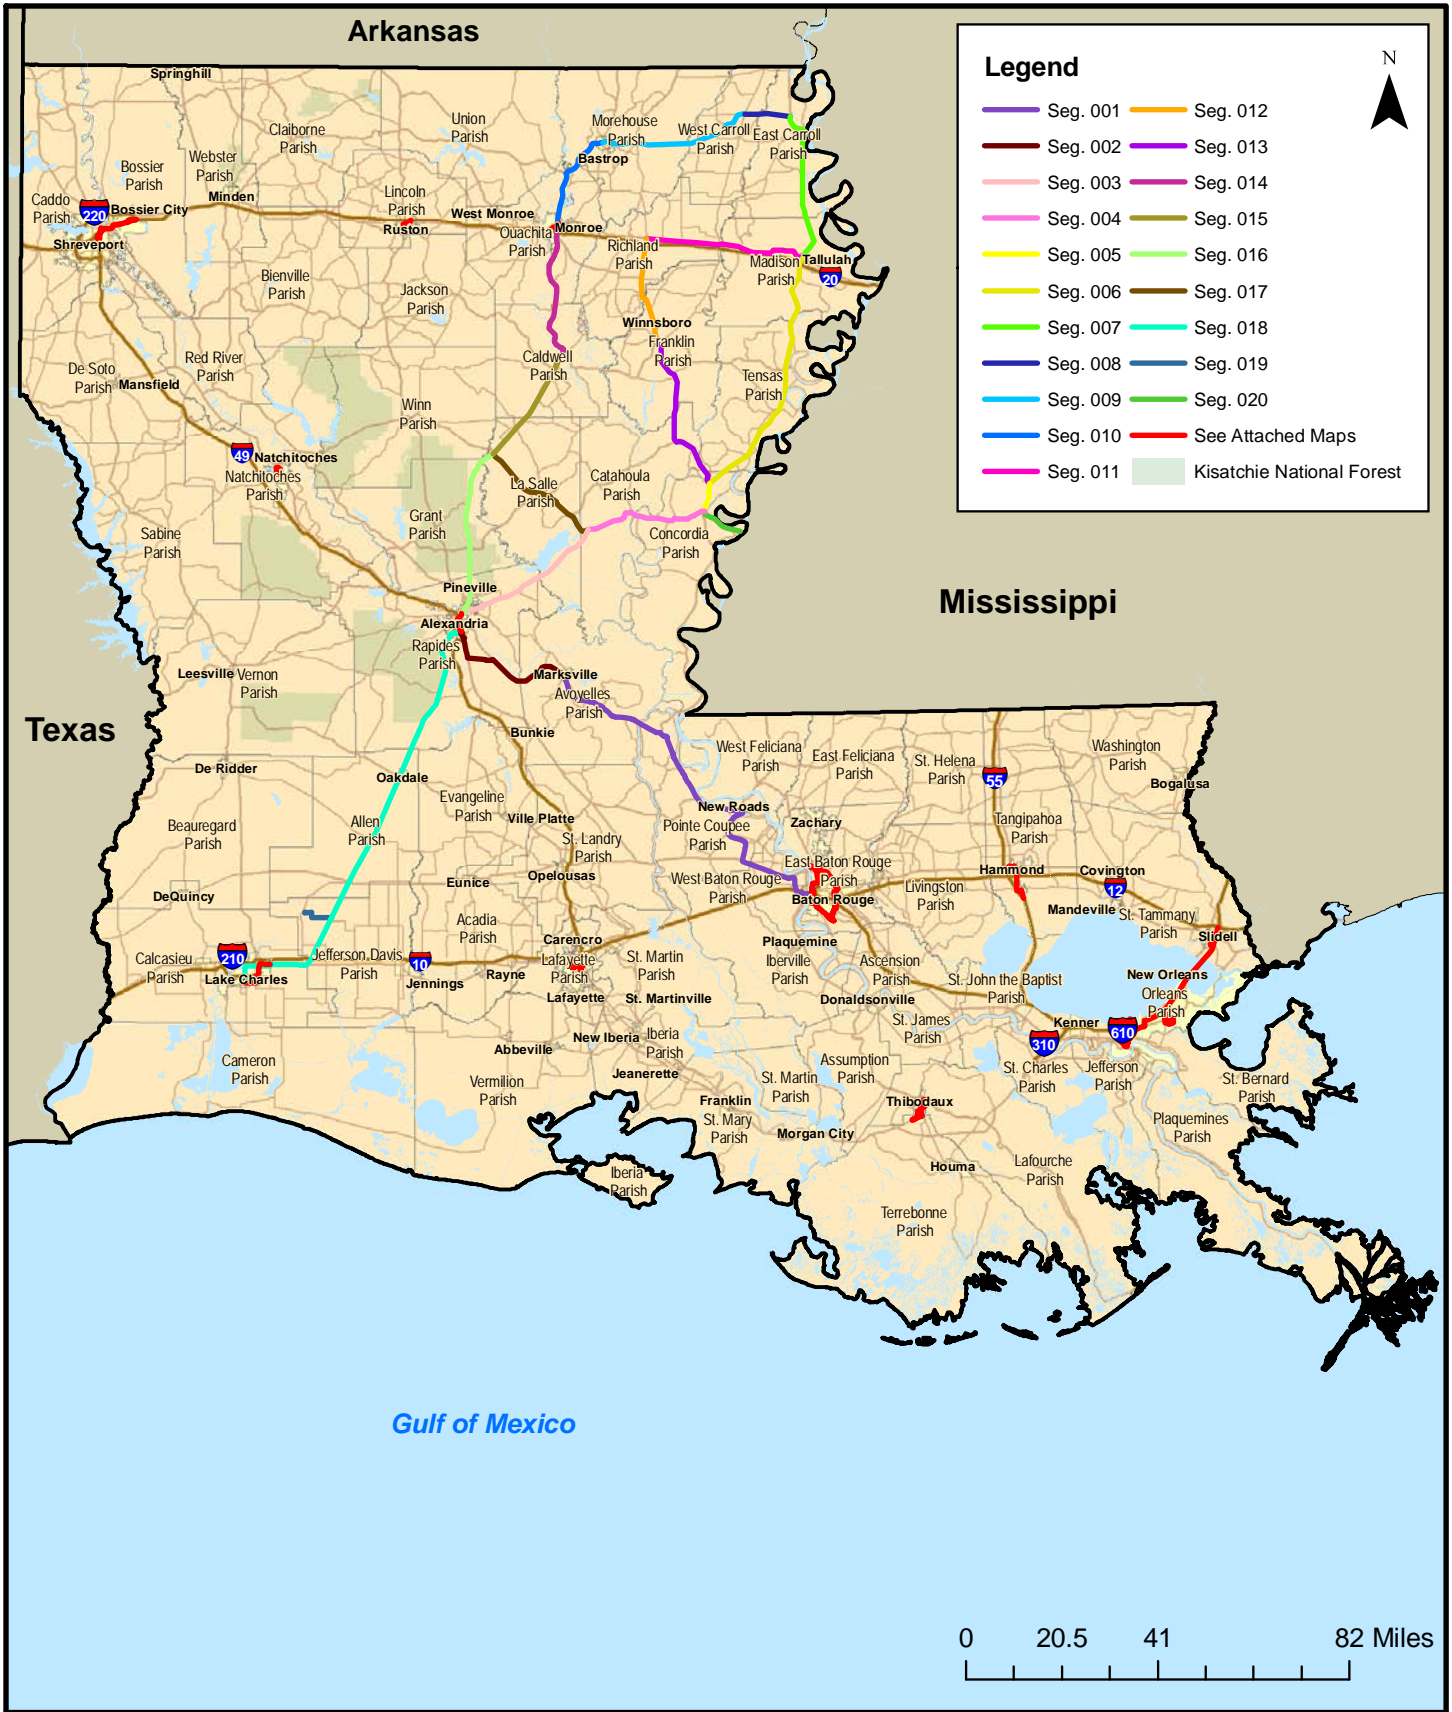 Arkansas
Springhill
Legend
N
Seg. 001
Seg. 012
Seg. 002
Seg. 013
Seg. 003
Seg. 014
Seg. 004
Seg. 015
Seg. 005
Seg. 016
Seg. 006
Seg. 017
Seg. 007
Seg. 018
Seg. 008
Seg. 019
Seg. 009
Seg. 020
Seg. 010
See Attached Maps
Seg. 011
Kisatchie National Forest
Union
Parish
Morehouse
Parish
West Carroll
Parish
East Carroll
Parish
Claiborne
Parish
Bastrop
Webster
Parish
Bossier
Parish
Minden
Caddo
Parish
220
Bossier City
Lincoln
Parish
Ruston
West Monroe
Monroe
Ouachita
Parish
Shreveport
Richland
Parish
Madison
Parish
Tallulah
20
Bienville
Parish
Jackson
Parish
Winnsboro
Franklin
Parish
Caldwell
Parish
Red River
Parish
De Soto
Parish
Mansfield
Tensas
Parish
Winn
Parish
49
Natchitoches
Natchitoches
Parish
La Salle
Parish
Catahoula
Parish
Grant
Parish
Sabine
Parish
Concordia
Parish
Pineville
Mississippi
Alexandria
Rapides
Parish
Leesville
Vernon
Parish
Marksville
Avoyelles
Parish
Texas
Bunkie
West Feliciana
Parish
East Feliciana
Parish
St. Helena
Parish
Washington
Parish
55
Bogalusa
De Ridder
Oakdale
Evangeline
Parish
New Roads
Pointe Coupee
Parish
Zachary
Tangipahoa
Parish
Beauregard
Parish
Allen
Parish
Ville Platte
St. Landry
Parish
East Baton Rouge
Parish
Hammond
Covington
12
Eunice
Opelousas
West Baton Rouge
Parish
Baton Rouge
Livingston
Parish
Mandeville
St. Tammany
Parish
DeQuincy
Acadia
Parish
Slidell
Carencro
Plaquemine
Iberville
Parish
210
Calcasieu
Parish
Lake Charles
Jefferson Davis
Parish
10
Jennings
Rayne
Lafayette
Parish
Lafayette
St. Martin
Parish
St. Martinville
Ascension
Parish
Donaldsonville
St. John the Baptist
Parish
New Orleans
Orleans
Parish
Kenner
610
310
St. James
Parish
New Iberia
Iberia
Parish
Abbeville
Cameron
Parish
Jeanerette
Assumption
Parish
St. Charles
Parish
Jefferson
Parish
St. Bernard
Parish
Vermilion
Parish
St. Martin
Parish
Franklin
St. Mary
Parish
Thibodaux
Plaquemines
Parish
Morgan City
Houma
Lafourche
Parish
Iberia
Parish
Terrebonne
Parish
Gulf of Mexico
0 20.5 41 82 Miles